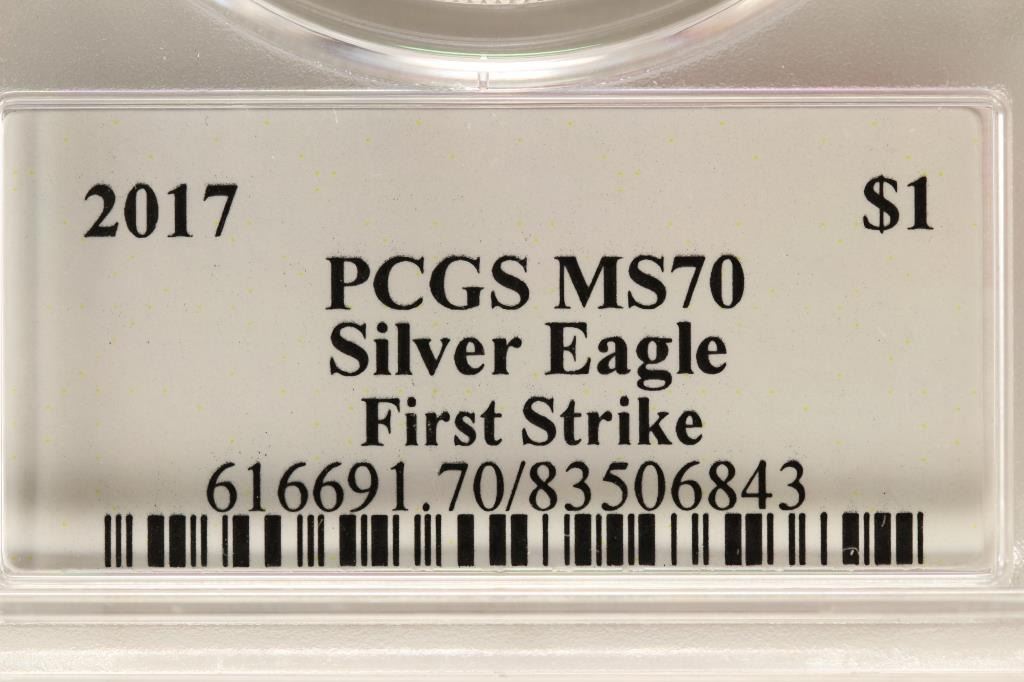 2017 $1
PCGS MS70
Silver Eagle
First Strike
616691.70/83506843